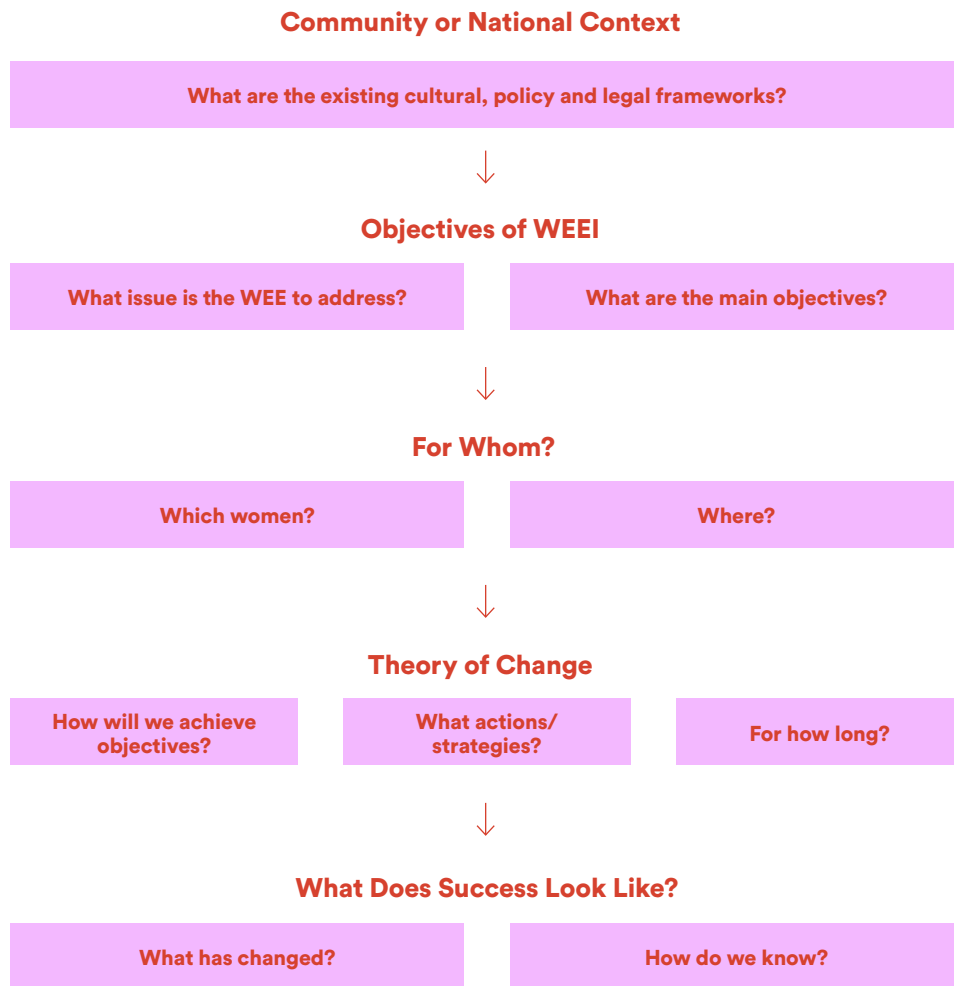 Community or National Context
What are the existing cultural, policy and legal frameworks?
Objectives of WEEI
What issue is the WEE to address?
What are the main objectives?
For Whom?
Which women?
Where?
Theory of Change
How will we achieve
objectives?
What actions/
strategies?
For how long?
What Does Success Look Like?
What has changed?
How do we know?